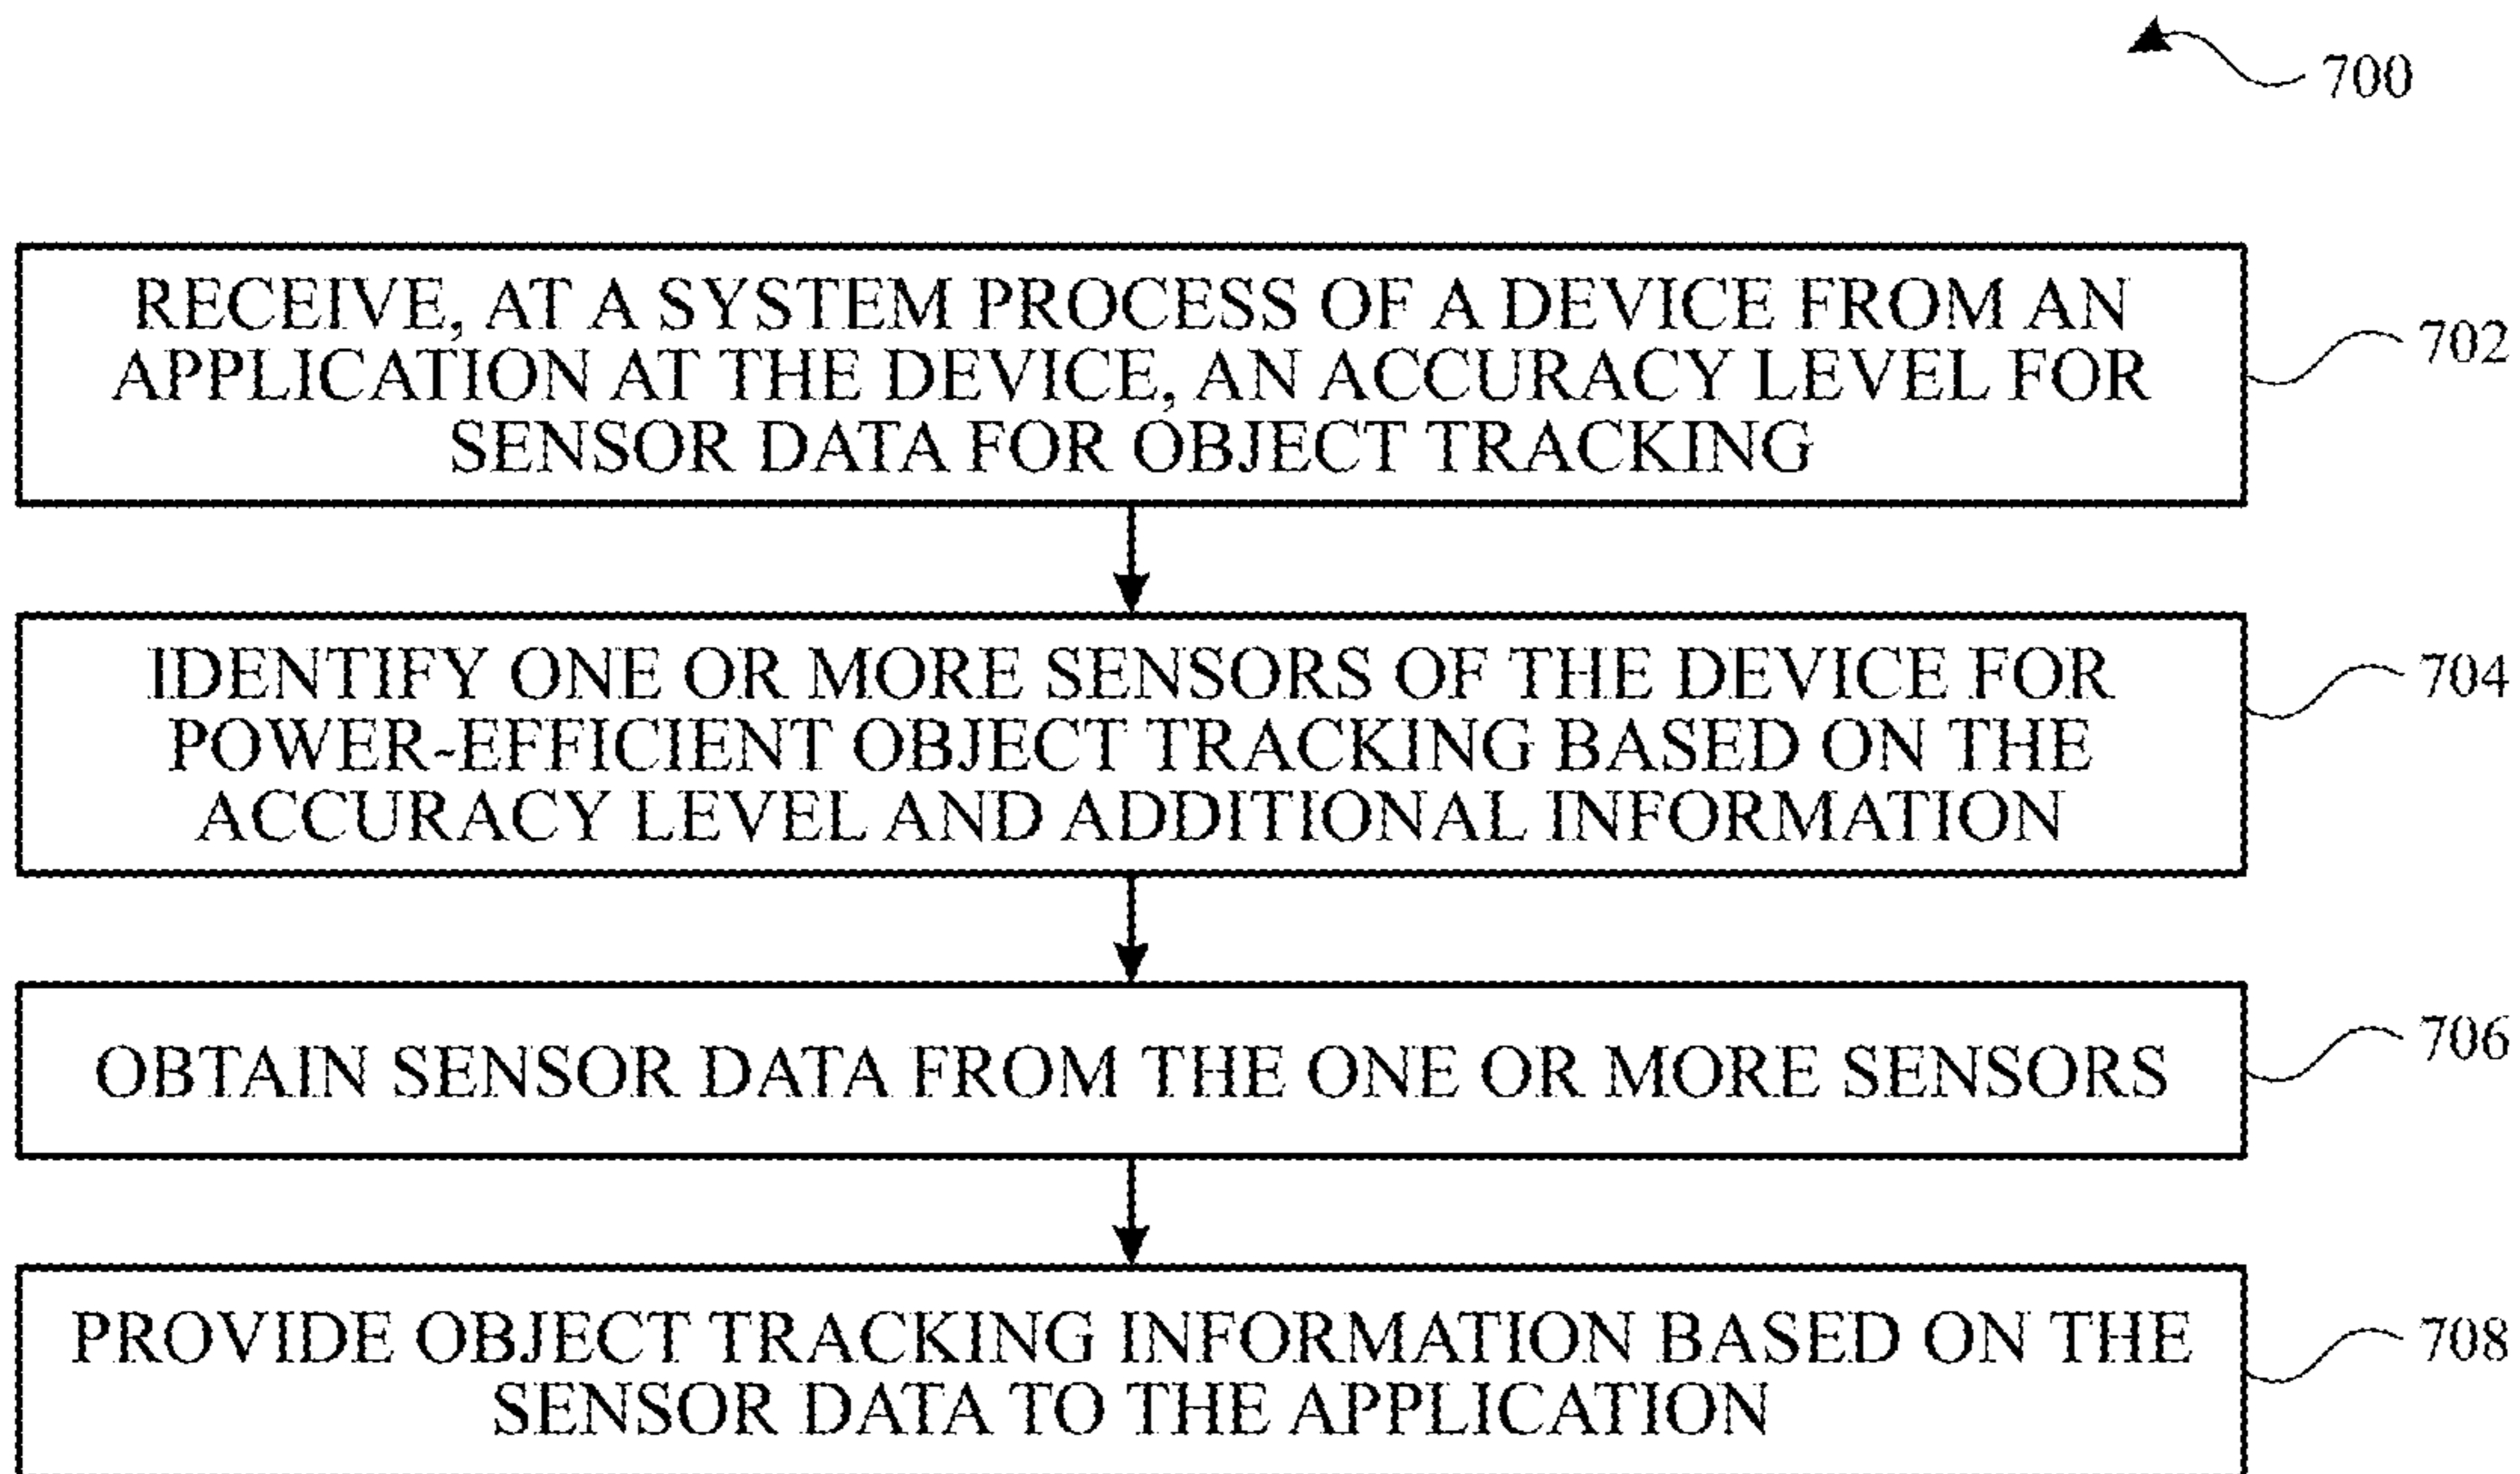 700
RECEIVE, AT A SYSTEM PROCESS OF A DEVICE FROM AN
APPLICATION AT THE DEVICE, AN ACCURACY LEVEL FOR
SENSOR DATA FOR OBJECT TRACKING
702
IDENTIFY ONE OR MORE SENSORS OF THE DEVICE FOR
POWER-EFFICIENT OBJECT TRACKING BASED ON THE
ACCURACY LEVEL AND ADDITIONAL INFORMATION
704
OBTAIN SENSOR DATA FROM THE ONE OR MORE SENSORS
706
PROVIDE OBJECT TRACKING INFORMATION BASED ON THE
SENSOR DATA TO THE APPLICATION
708